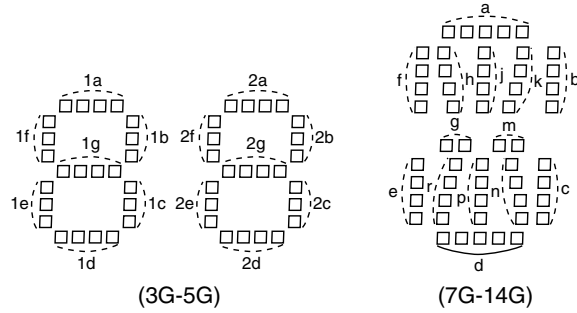 a
1a 2a
f h j k b
1f 1b 2f 2b
1g 2g
g m
1e 1c 2e 2c
e r p n c
1d 2d
d
(3G-5G) (7G-14G)